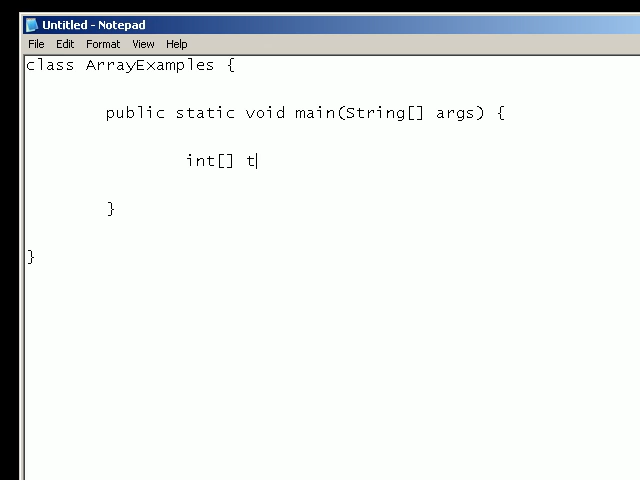 Untitled - Notepad
File Edit Format View Help
class ArrayExamples {
public static void main(String[] args) {
int[] t
}
}